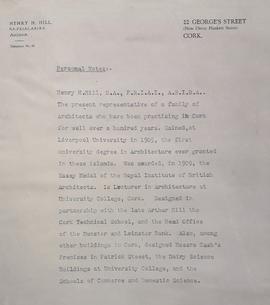 HENRY H. HILL,
22 GEORGE'S STREET
CORK.
Personal Notes:-
Henry H.Hill, B.A., F.R.I.A.I., A.R.I.B.A.
The present representative of a family of
architects who have been practising in Cork
for well over a hundred years. Gained, at
Liverpool University in 1905, the first
university degree in Architecture ever granted
in these islands. Was awarded, in 1909, the
Essay Medal of the Royal Institute of British
Architects. Is Lecturer in Architecture at
University College, Cork. Designed in
partnership with the late Arthur Hill the
Cork Technical School, and the Head Office
of the Munster and Leinster Bank. Also, among
other buildings in Cork, designed Messrs Cash's
Premises in Patrick Street, the Dairy Science
Buildings at University College, and the
Schools of Commerce and Domestic Science.